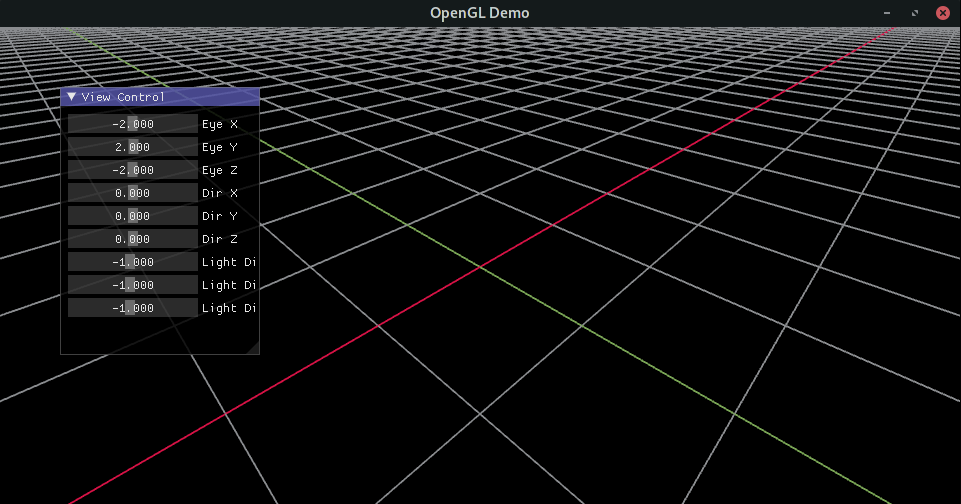 OpenGL Demo
View Control
-2.000 Eye X
2.000 Eye Y
-2.000 Eye Z
0.000 Dir X
0.000 Dir Y
0.000 Dir Z
-1.000 Light Di
-1.000 Light Di
-1.000 Light Di